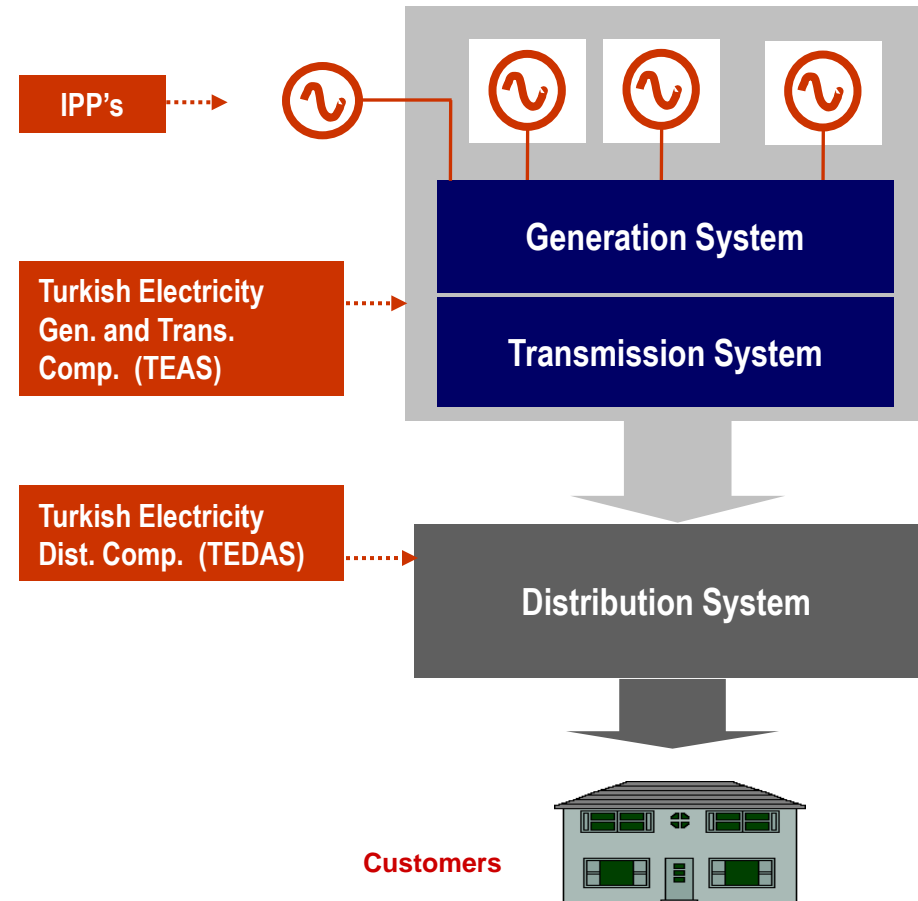 IPP's
Generation System
Turkish Electricity
Gen. and Trans.
Comp. (TEAS)
Transmission System
Turkish Electricity
Dist. Comp. (TEDAS)
Distribution System
Customers